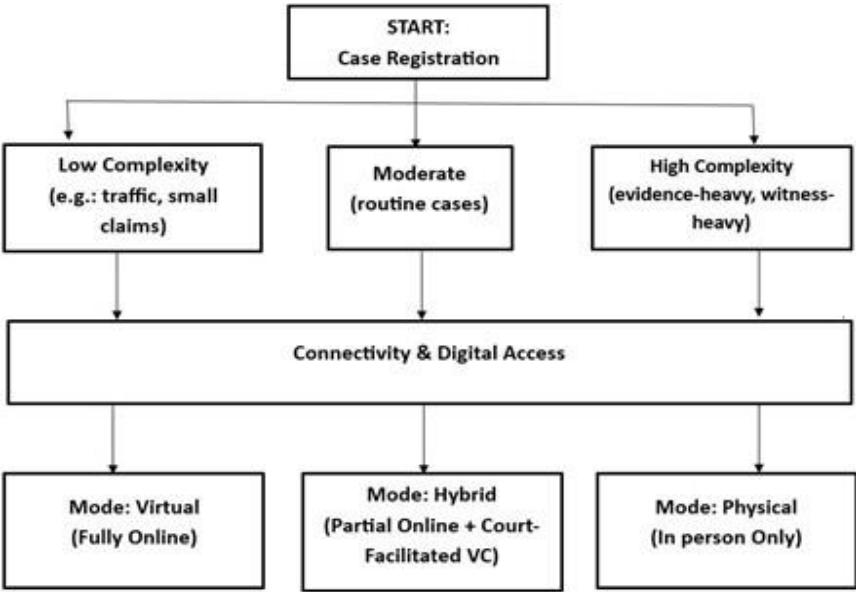 START:
Case Registration
Low Complexity
(e.g.: traffic, small
claims)
Moderate
(routine cases)
High Complexity
(evidence-heavy, witness-
heavy)
Connectivity & Digital Access
Mode: Virtual
(Fully Online)
Mode: Hybrid
(Partial Online + Court-
Facilitated VC)
Mode: Physical
(In person Only)